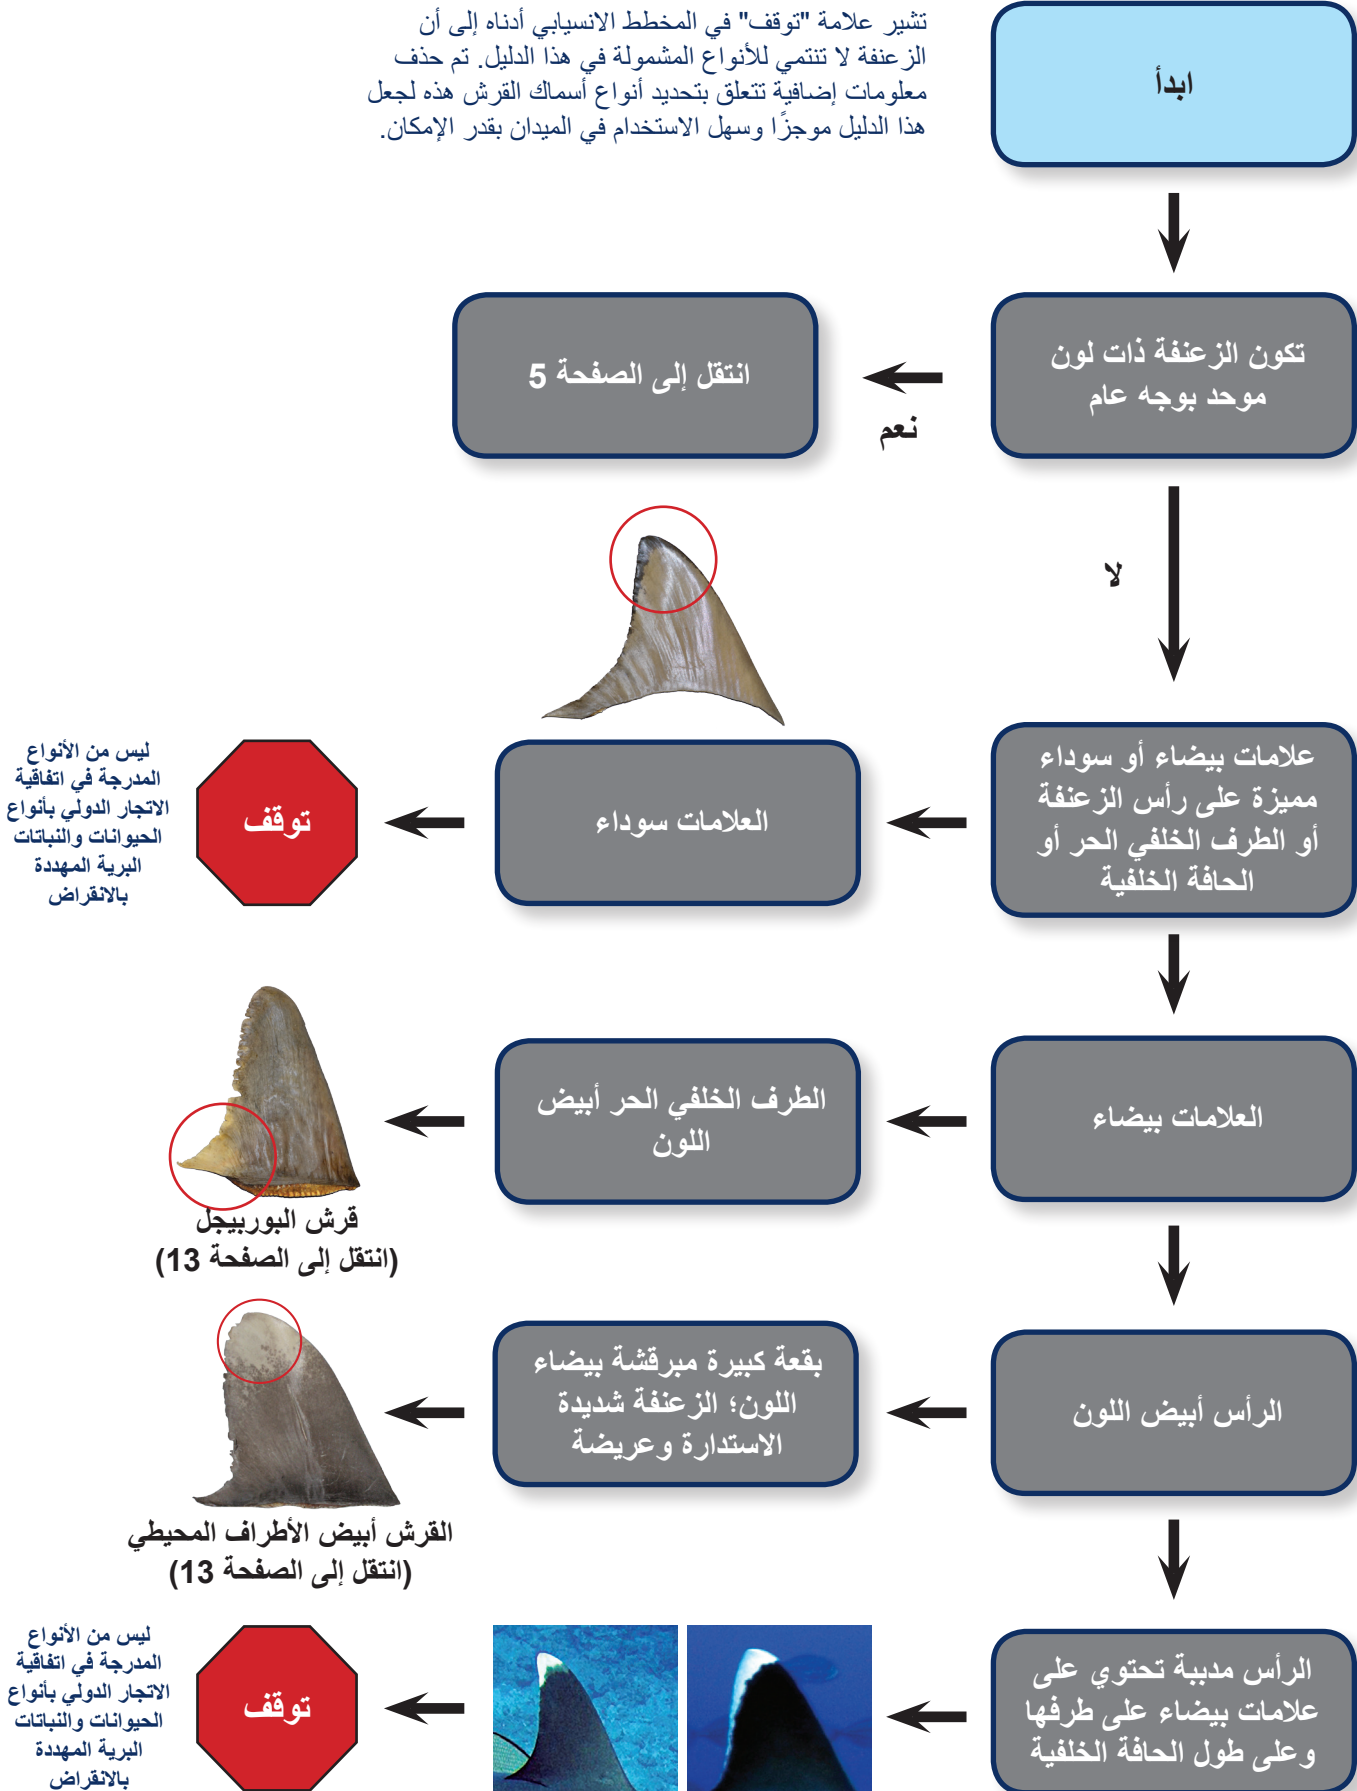 تشير علامة "توقف" في المخطط الانسيابي أدناه إلى أن
الزعنفة لا تنتمي للأنواع المشمولة في هذا الدليل. تم حذف
معلومات إضافية تتعلق بتحديد أنواع أسماك القرش هذه لجعل
هذا الدليل موجزًا وسهل الاستخدام في الميدان بقدر الإمكان.
ابدأ
تكون الزعنفة ذات لون
موحد بوجه عام
نعم
انتقل إلى الصفحة 5
لا
علامات بيضاء أو سوداء
مميزة على رأس الزعنفة
أو الطرف الخلفي الحر أو
الحافة الخلفية
العلامات سوداء
توقف
ليس من الأنواع
المدرجة في اتفاقية
الاتجار الدولي بأنواع
الحيوانات والنباتات
البرية المهددة
بالانقراض
العلامات بيضاء
الطرف الخلفي الحر أبيض
اللون
قرش البوربيجل
(انتقل إلى الصفحة 13)
الرأس أبيض اللون
بقعة كبيرة مبرقشة بيضاء
اللون؛ الزعنفة شديدة
الاستدارة وعريضة
القرش أبيض الأطراف المحيطي
(انتقل إلى الصفحة 13)
الرأس مدببة تحتوي على
علامات بيضاء على طرفها
وعلى طول الحافة الخلفية
توقف
ليس من الأنواع
المدرجة في اتفاقية
الاتجار الدولي بأنواع
الحيوانات والنباتات
البرية المهددة
بالانقراض